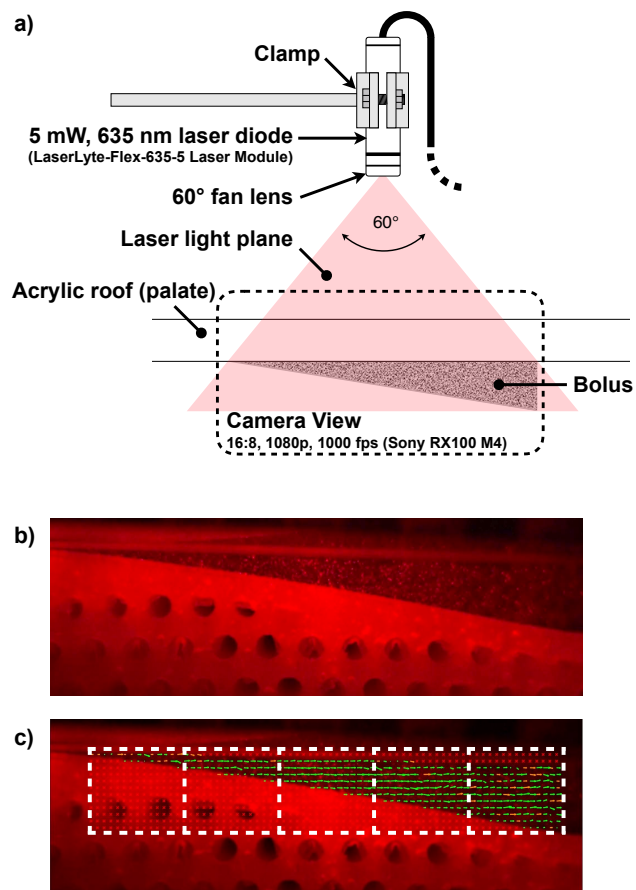 a)
Clamp
5 mW, 635 nm laser diode
(LaserLyte-Flex-635-5 Laser Module)
60° fan lens
60°
Laser light plane
Acrylic roof (palate)
Bolus
Camera View
16:8, 1080p, 1000 fps (Sony RX100 M4)
b)
c)